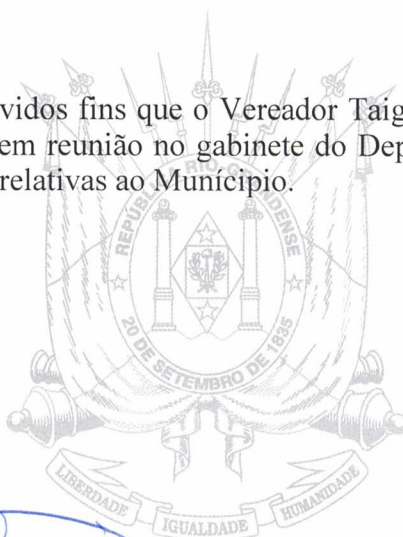 vidos fins que o Vereador Taig
em reunião no gabinete do Dep
relativas ao Munícipio.
REPÚBLICA RIO-GRANDENSE
20 DE SETEMBRO DE 1835
LIBERDADE
IGUALDADE
HUMANIDADE